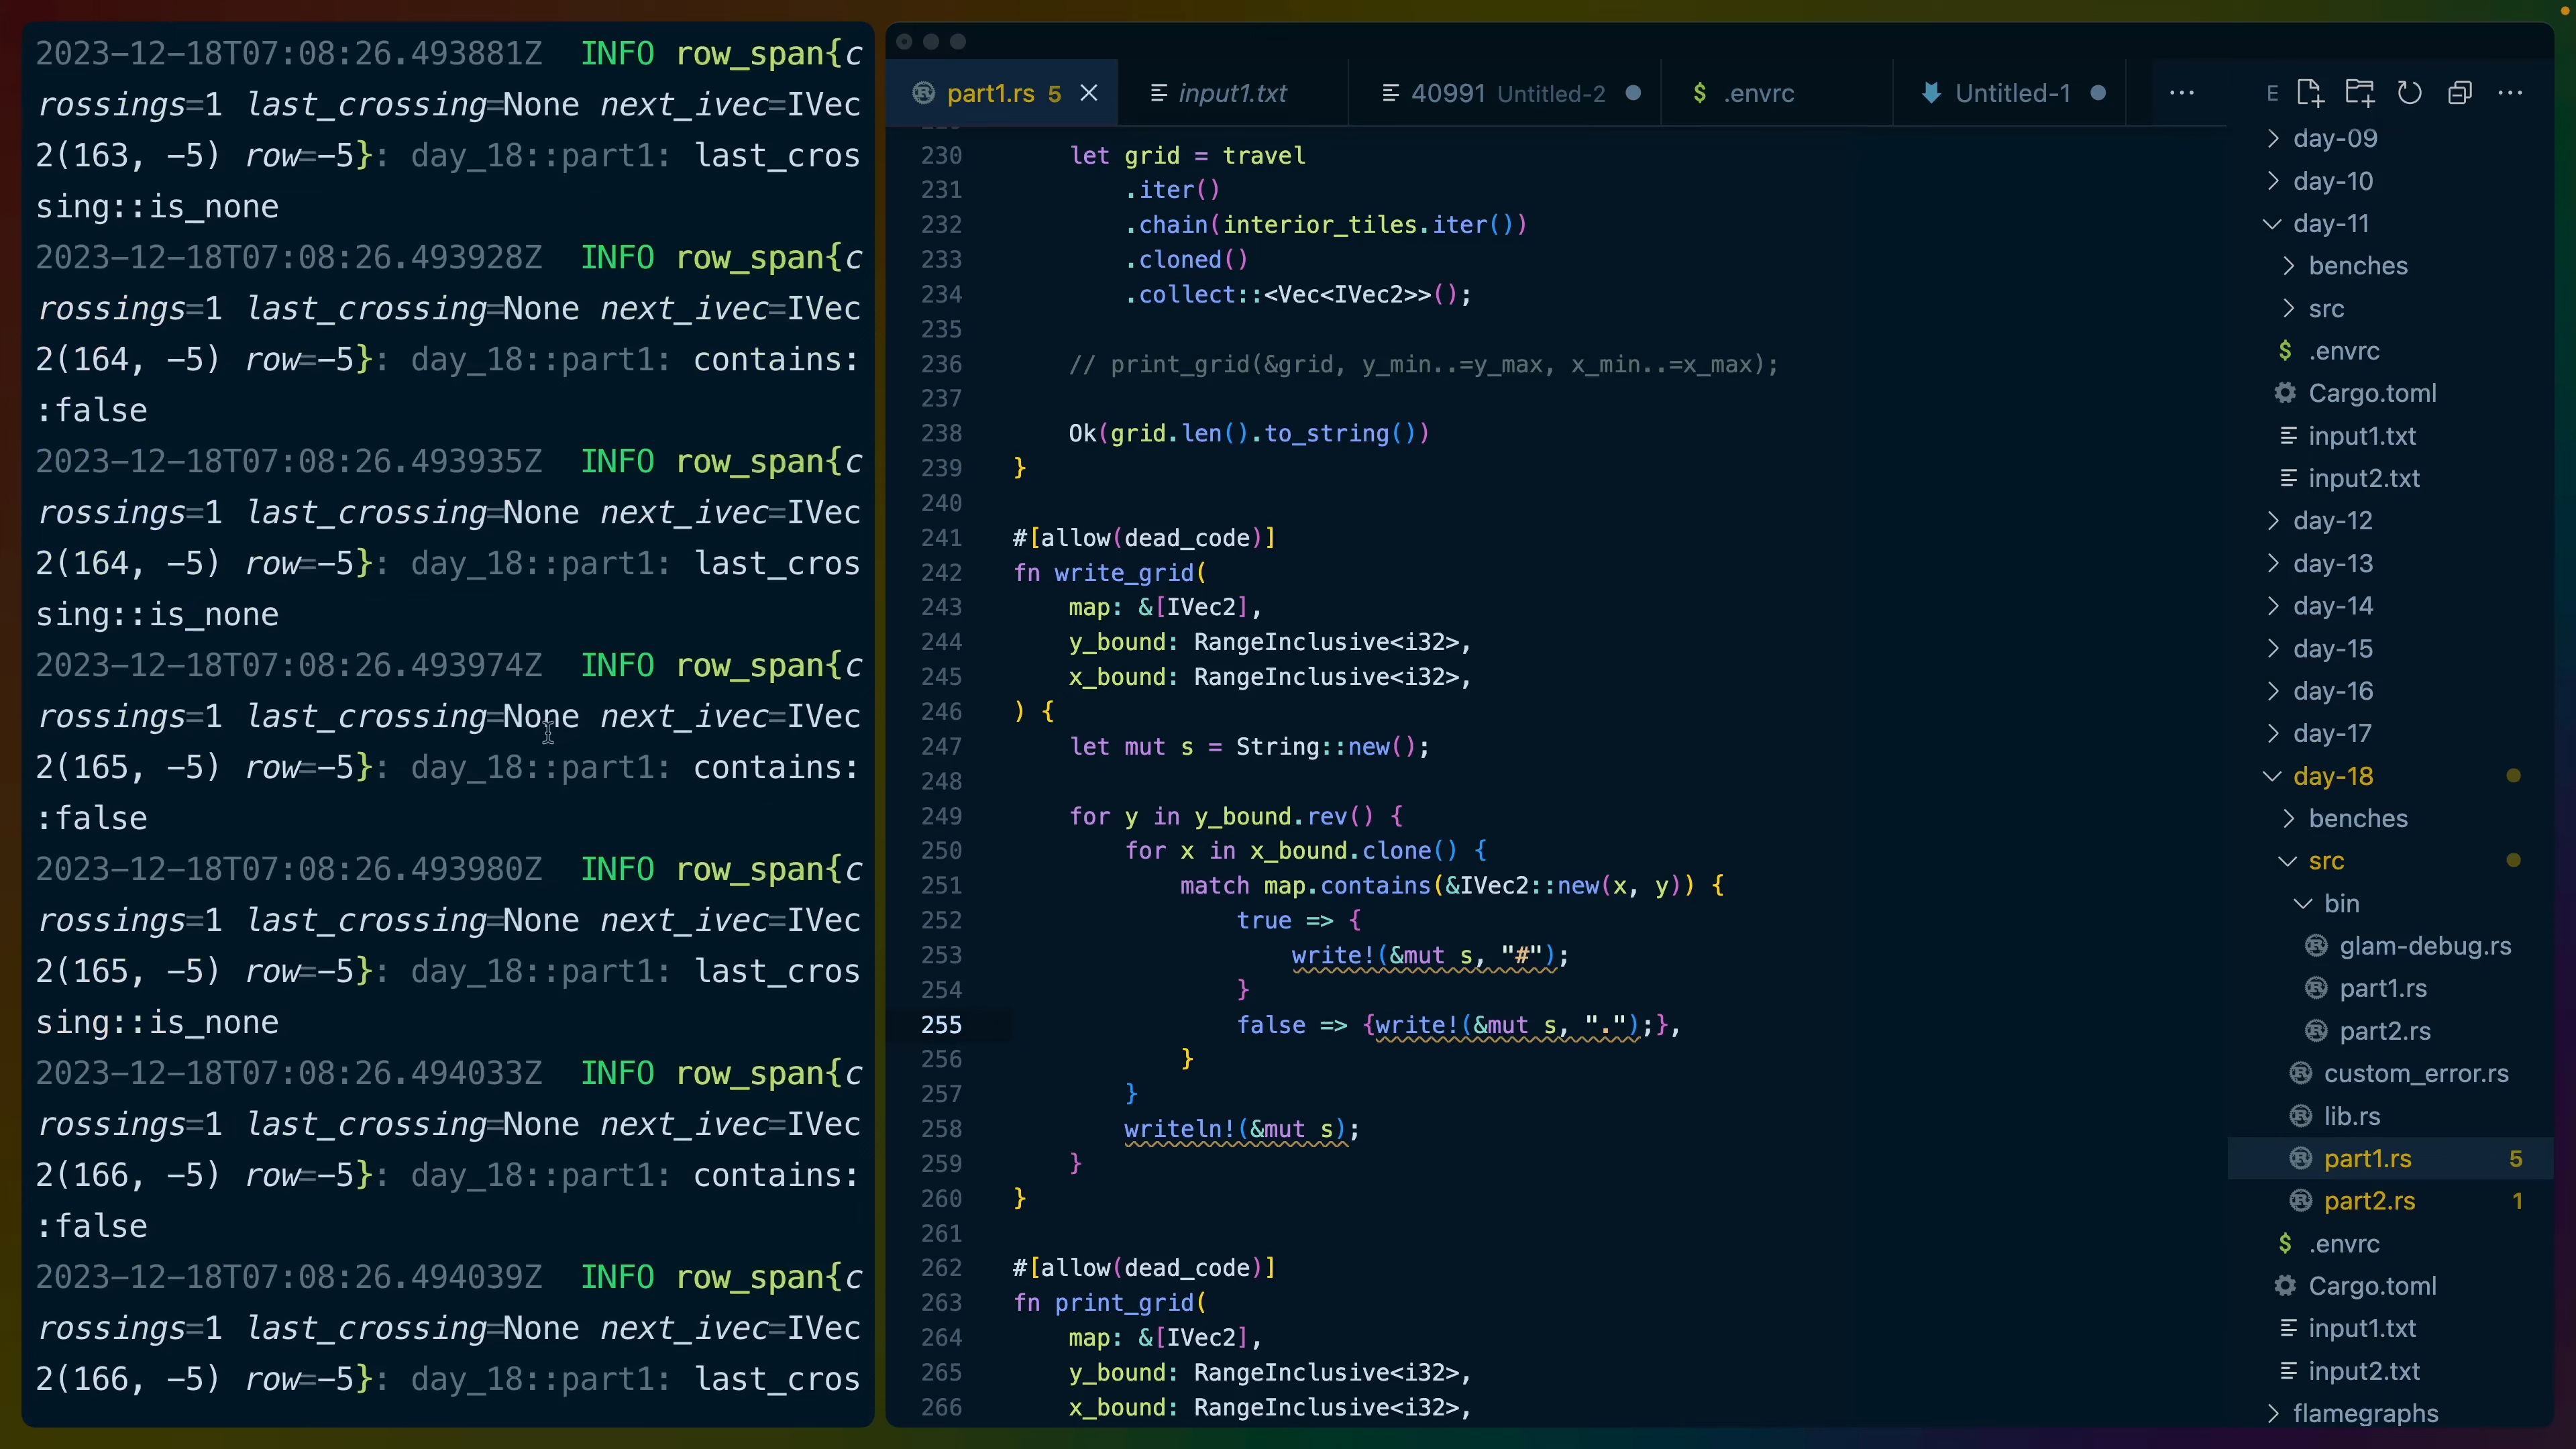 2023-12-18T07:08:26.493881Z  INFO row_span{c
rossings=1 last_crossing=None next_ivec=IVec
2(163, -5) row=-5}: day_18::part1: last_cros
sing::is_none
2023-12-18T07:08:26.493928Z  INFO row_span{c
rossings=1 last_crossing=None next_ivec=IVec
2(164, -5) row=-5}: day_18::part1: contains:
:false
2023-12-18T07:08:26.493935Z  INFO row_span{c
rossings=1 last_crossing=None next_ivec=IVec
2(164, -5) row=-5}: day_18::part1: last_cros
sing::is_none
2023-12-18T07:08:26.493974Z  INFO row_span{c
rossings=1 last_crossing=None next_ivec=IVec
2(165, -5) row=-5}: day_18::part1: contains:
:false
2023-12-18T07:08:26.493980Z  INFO row_span{c
rossings=1 last_crossing=None next_ivec=IVec
2(165, -5) row=-5}: day_18::part1: last_cros
sing::is_none
2023-12-18T07:08:26.494033Z  INFO row_span{c
rossings=1 last_crossing=None next_ivec=IVec
2(166, -5) row=-5}: day_18::part1: contains:
:false
2023-12-18T07:08:26.494039Z  INFO row_span{c
rossings=1 last_crossing=None next_ivec=IVec
2(166, -5) row=-5}: day_18::part1: last_cros
part1.rs 5 input1.txt 40991 Untitled-2 $ .envrc Untitled-1 ...
230 let grid = travel
231 .iter()
232 .chain(interior_tiles.iter())
233 .cloned()
234 .collect::<Vec<IVec2>>();
235
236 // print_grid(&grid, y_min..=y_max, x_min..=x_max);
237
238 Ok(grid.len().to_string())
239 }
240
241 #[allow(dead_code)]
242 fn write_grid(
243 map: &[IVec2],
244 y_bound: RangeInclusive<i32>,
245 x_bound: RangeInclusive<i32>,
246 ) {
247 let mut s = String::new();
248
249 for y in y_bound.rev() {
250 for x in x_bound.clone() {
251 match map.contains(&IVec2::new(x, y)) {
252 true => {
253 write!(&mut s, "#");
254 }
255 false => {write!(&mut s, ".");},
256 }
257 }
258 writeln!(&mut s);
259 }
260 }
261
262 #[allow(dead_code)]
263 fn print_grid(
264 map: &[IVec2],
265 y_bound: RangeInclusive<i32>,
266 x_bound: RangeInclusive<i32>,
E ...
day-09
day-10
day-11
benches
src
$ .envrc
Cargo.toml
input1.txt
input2.txt
day-12
day-13
day-14
day-15
day-16
day-17
day-18
benches
src
bin
glam-debug.rs
part1.rs
part2.rs
custom_error.rs
lib.rs
part1.rs 5
part2.rs 1
$ .envrc
Cargo.toml
input1.txt
input2.txt
flamegraphs